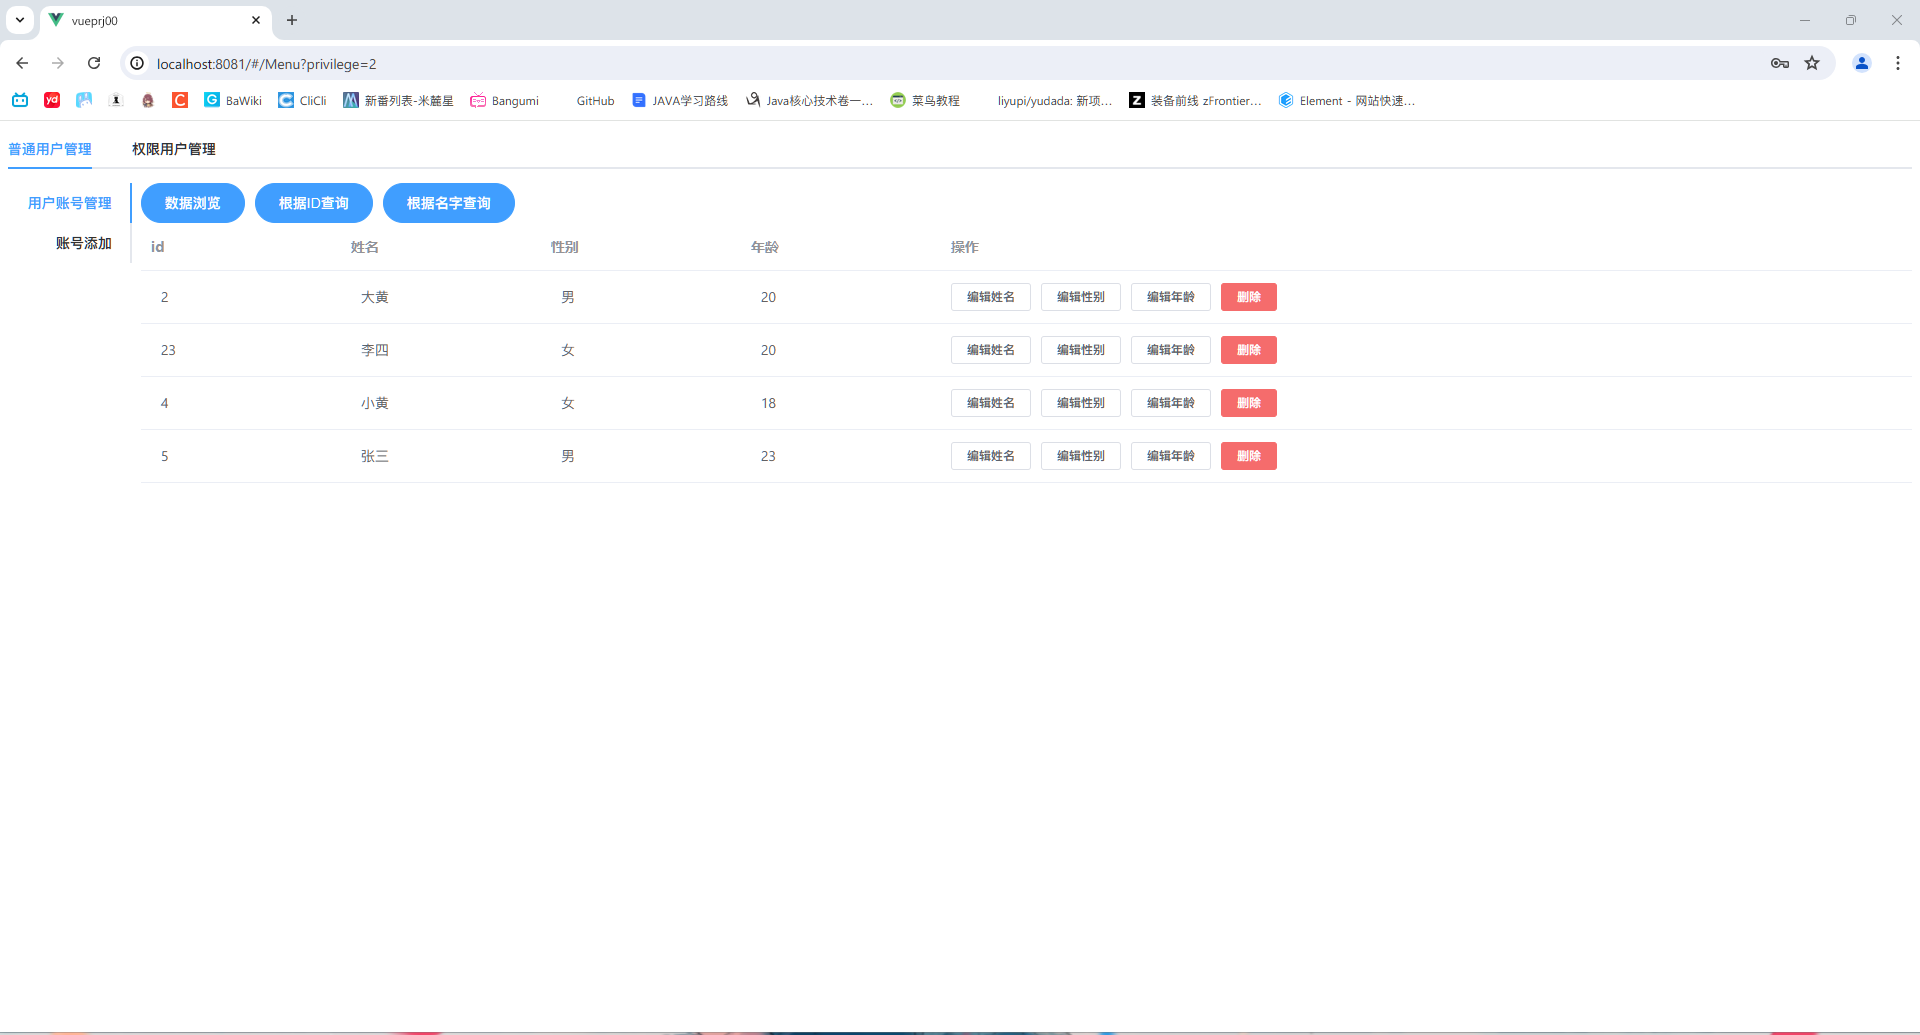 vueprj00
localhost:8081/#/Menu?privilege=2
BaWiki CliCli 新番列表-米麓星 Bangumi GitHub JAVA学习路线 Java核心技术卷一... 菜鸟教程 liyupi/yudada: 新项... 装备前线 zFrontier... Element - 网站快速...
普通用户管理 权限用户管理
用户账号管理 数据浏览 根据ID查询 根据名字查询
账号添加 id 姓名 性别 年龄 操作
2 大黄 男 20 编辑姓名 编辑性别 编辑年龄 删除
23 李四 女 20 编辑姓名 编辑性别 编辑年龄 删除
4 小黄 女 18 编辑姓名 编辑性别 编辑年龄 删除
5 张三 男 23 编辑姓名 编辑性别 编辑年龄 删除